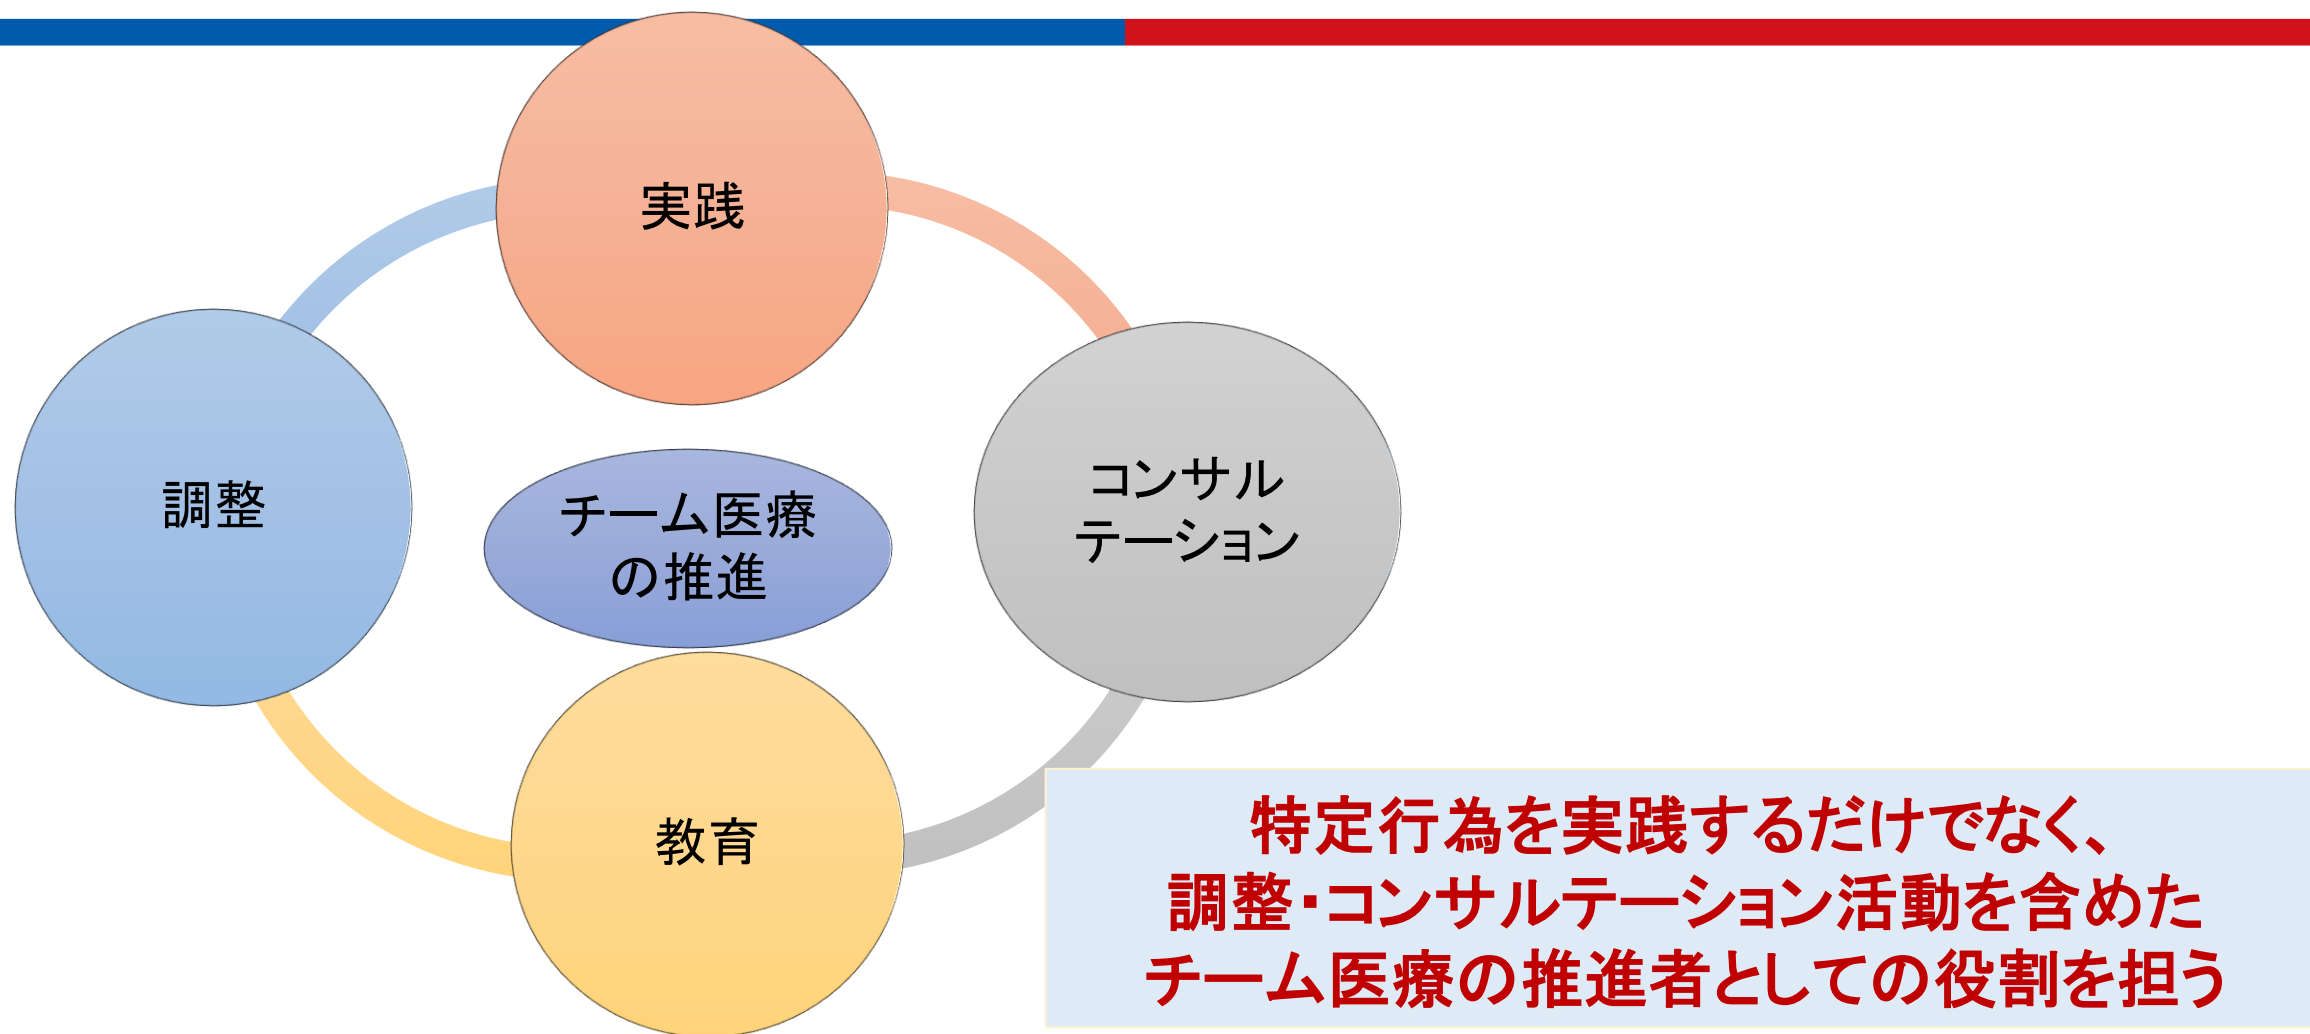 実践
調整
コンサル
テーション
チーム医療
の推進
教育
特定行為を実践するだけでなく、
調整・コンサルテーション活動を含めた
チーム医療の推進者としての役割を担う